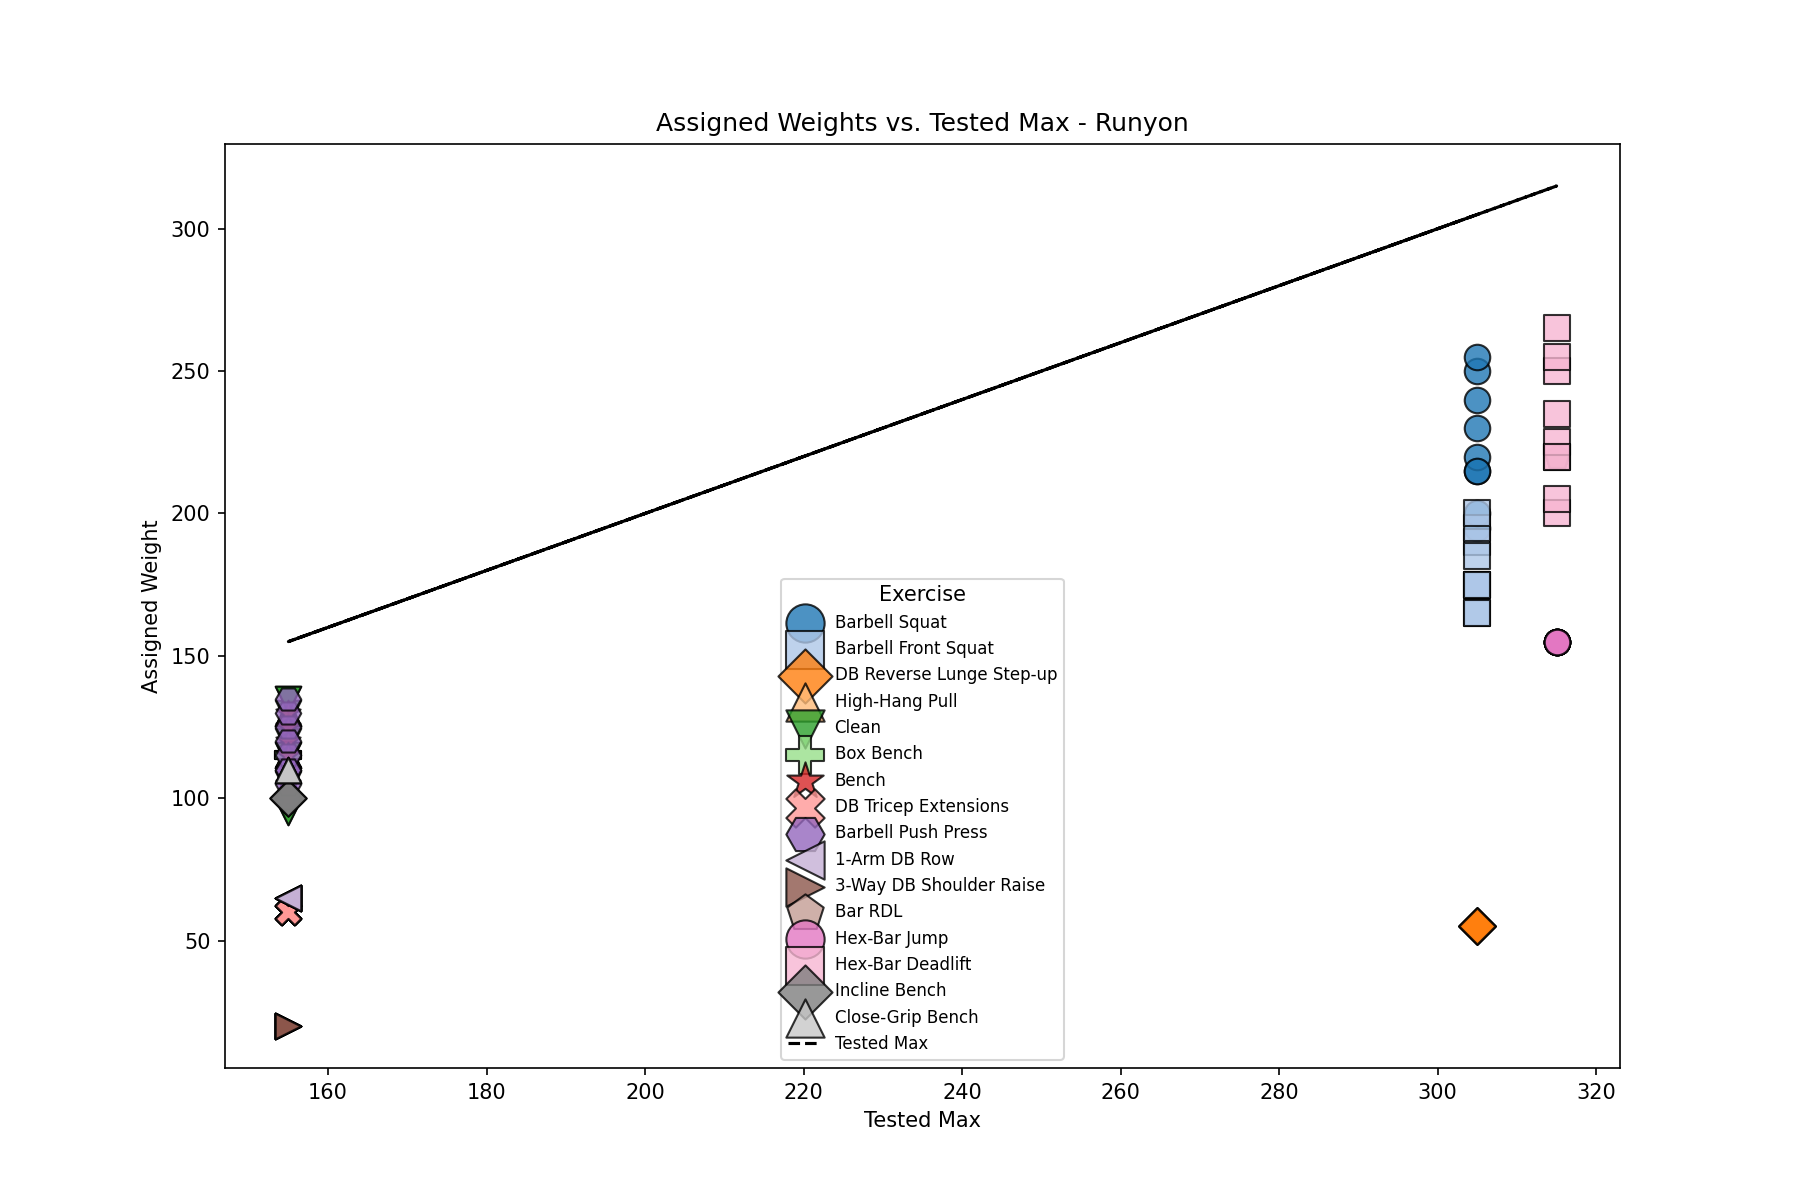 Assigned Weights vs. Tested Max - Runyon
Assigned Weight
300
250
200
150
100
50
Exercise
Barbell Squat
Barbell Front Squat
DB Reverse Lunge Step-up
High-Hang Pull
Clean
Box Bench
Bench
DB Tricep Extensions
Barbell Push Press
1-Arm DB Row
3-Way DB Shoulder Raise
Bar RDL
Hex-Bar Jump
Hex-Bar Deadlift
Incline Bench
Close-Grip Bench
Tested Max
160 180 200 220 240 260 280 300 320
Tested Max